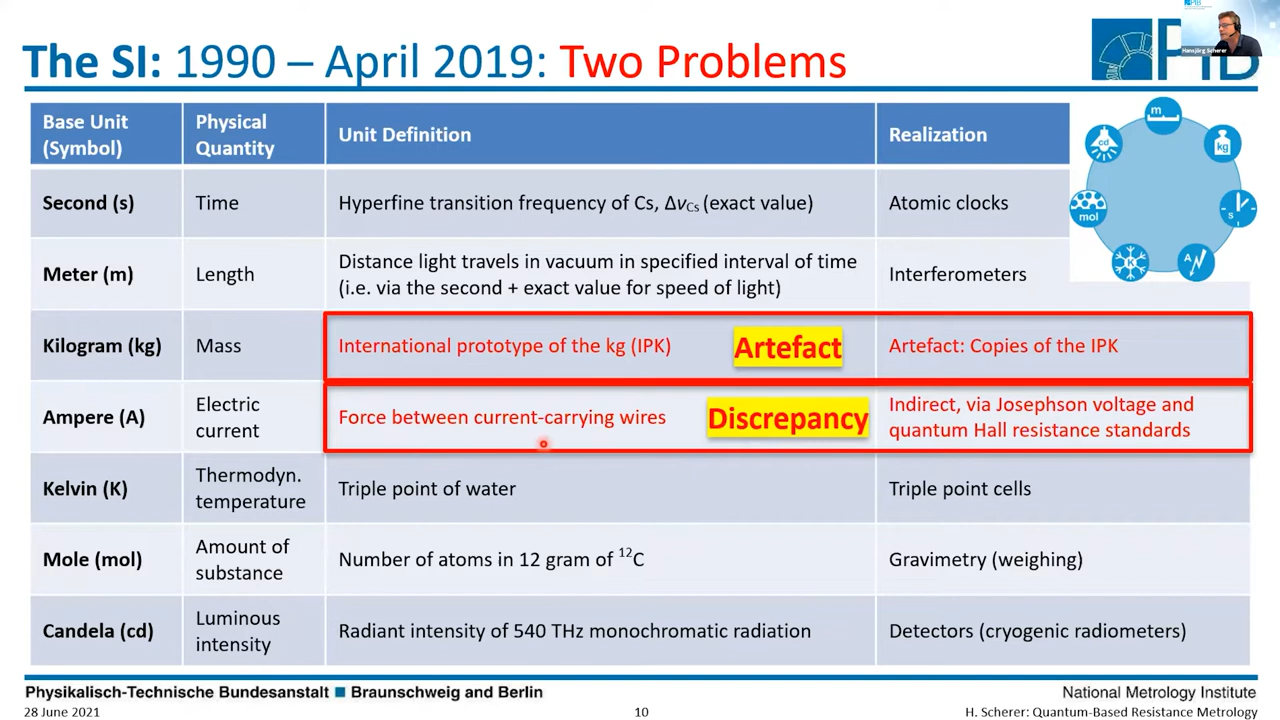 The SI: 1990 – April 2019: Two Problems
PTB
Hansjörg Scherer
Base Unit
(Symbol)
Physical
Quantity
Unit Definition
Realization
Second (s)
Time
Hyperfine transition frequency of Cs, ΔνCs (exact value)
Atomic clocks
Meter (m)
Length
Distance light travels in vacuum in specified interval of time
(i.e. via the second + exact value for speed of light)
Interferometers
Kilogram (kg)
Mass
International prototype of the kg (IPK)
Artefact
Artefact: Copies of the IPK
Ampere (A)
Electric
current
Force between current-carrying wires
Discrepancy
Indirect, via Josephson voltage and
quantum Hall resistance standards
Kelvin (K)
Thermodyn.
temperature
Triple point of water
Triple point cells
Mole (mol)
Amount of
substance
Number of atoms in 12 gram of 12C
Gravimetry (weighing)
Candela (cd)
Luminous
intensity
Radiant intensity of 540 THz monochromatic radiation
Detectors (cryogenic radiometers)
m
cd
kg
mol
s
K
A
Physikalisch-Technische Bundesanstalt ■ Braunschweig and Berlin
National Metrology Institute
28 June 2021
10
H. Scherer: Quantum-Based Resistance Metrology